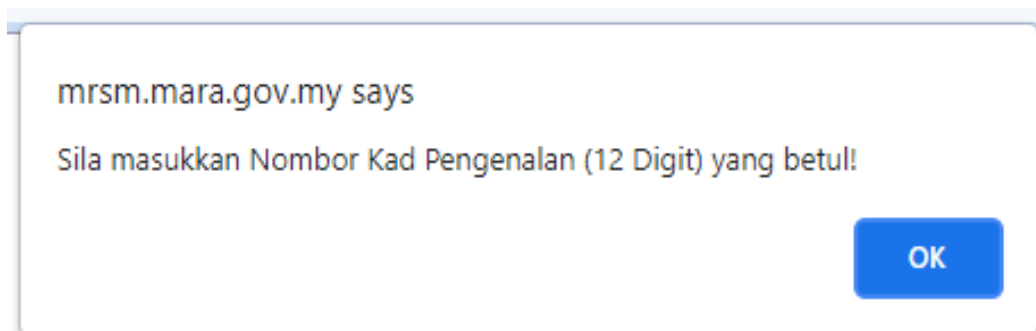 mrsm.mara.gov.my says
Sila masukkan Nombor Kad Pengenalan (12 Digit) yang betul!
OK